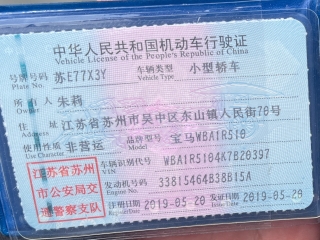 中华人民共和国机动车行驶证
Vehicle License of the People's Republic of China
号牌号码 苏E77X3Y 车辆类型 小型轿车
Plate No. Vehicle Type
所有人 朱莉
Owner
住址 江苏省苏州市吴中区东山镇人民街78号
Address
使用性质 非营运 品牌型号 宝马WBA1R510
Use Character Model
江苏省苏州市公安局交通警察支队
车辆识别代号 WBA1R5104K7B20397
VIN
发动机号码 33815464B38B15A
Engine No.
注册日期 2019-05-20 发证日期 2019-05-20
Register Date Issue Date